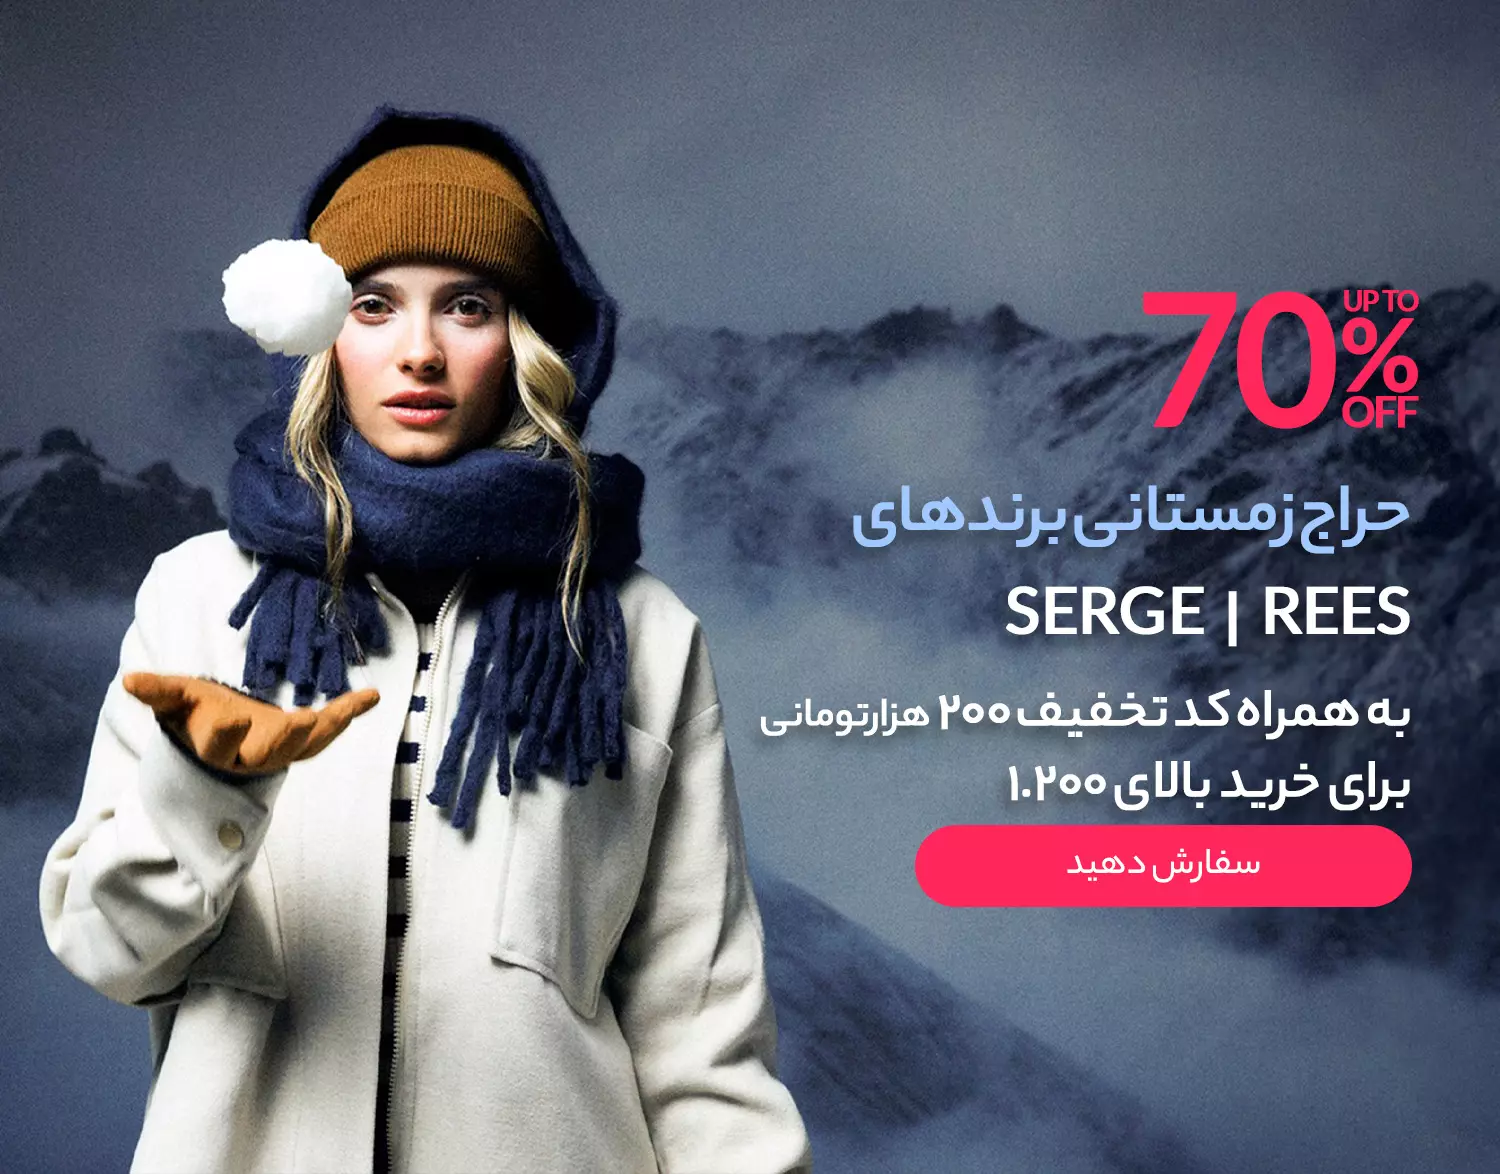 70% UP TO OFF
حراج زمستانی برندهای
SERGE | REES
به همراه کد تخفیف ۲۰۰ هزارتومانی
برای خرید بالای ۱.۲۰۰
سفارش دهید